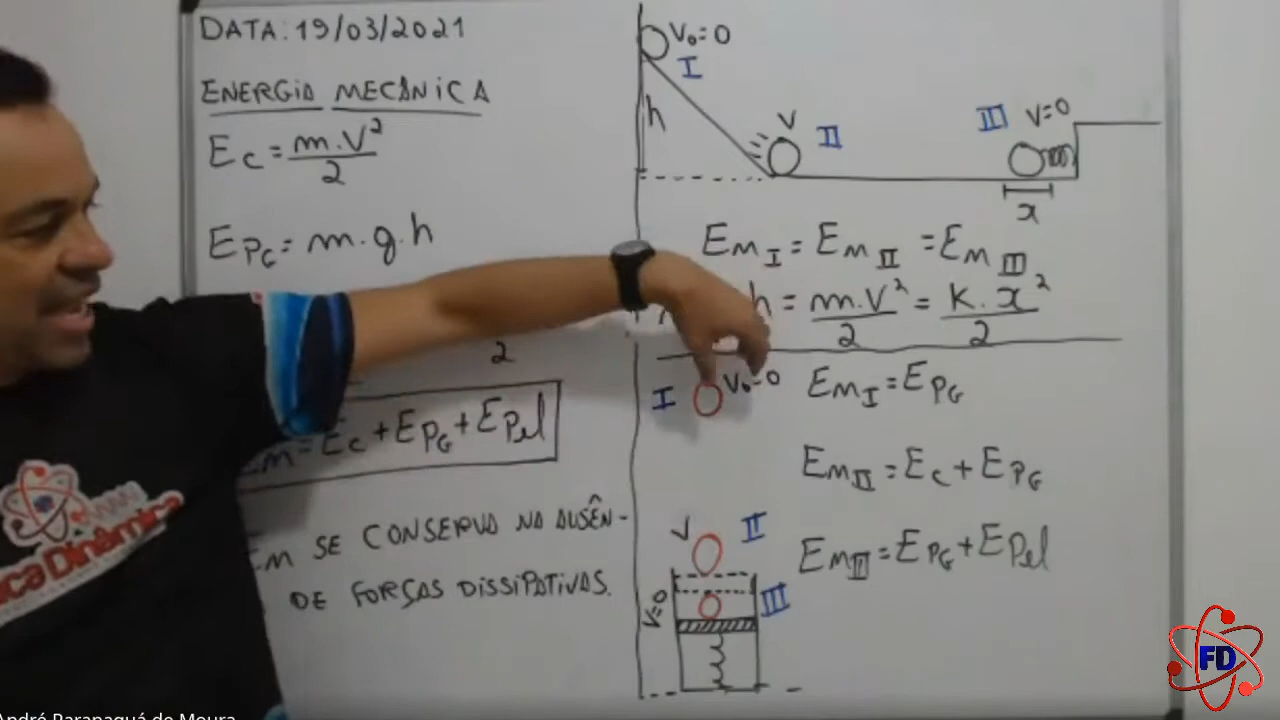 DATA: 19/03/2021
ENERGIA MECÂNICA
Ec = m.V²/2
EPG = m.g.h
2
Em = Ec + EPG + EPel
Em SE CONSERVA NA AUSÊN-
DE FORÇAS DISSIPATIVAS.
V₀=0
I
h
V
II
III
V=0
x
EmI = EmII = EmIII
h = m.V²/2 = K.x²/2
I
V₀=0
EmI = EPG
EmII = Ec + EPG
V
II
EmIII = EPG + EPel
V=0
III
ica Dinâmica
FD
André Paranaguá de Moura